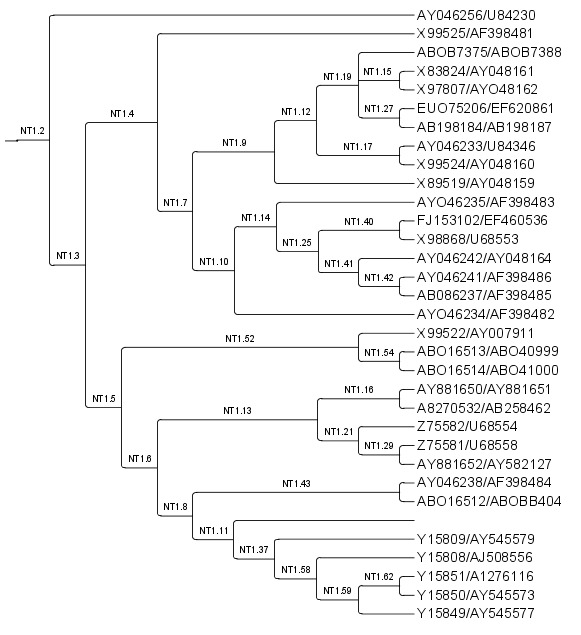 AY046256/U84230
X99525/AF398481
ABOB7375/ABOB7388
NT1.19
NT1.15
X83824/AY048161
X97807/AYO48162
NT1.4
NT1.12
NT1.27
EUO75206/EF620861
AB198184/AB198187
NT1.2
NT1.9
NT1.17
AY046233/U84346
X99524/AY048160
X89519/AY048159
NT1.7
NT1.14
AYO46235/AF398483
NT1.40
FJ153102/EF460536
NT1.25
X98868/U68553
NT1.3
NT1.10
NT1.41
AY046242/AY048164
NT1.42
AY046241/AF398486
AB086237/AF398485
AYO46234/AF398482
NT1.52
X99522/AY007911
NT1.54
ABO16513/ABO40999
ABO16514/ABO41000
NT1.5
NT1.16
AY881650/AY881651
NT1.13
A8270532/AB258462
NT1.21
Z75582/U68554
NT1.29
Z75581/U68558
NT1.6
AY881652/AY582127
NT1.43
AY046238/AF398484
ABO16512/ABOBB404
NT1.8
NT1.11
Y15809/AY545579
NT1.37
Y15808/AJ508556
NT1.58
NT1.62
Y15851/A1276116
NT1.59
Y15850/AY545573
Y15849/AY545577